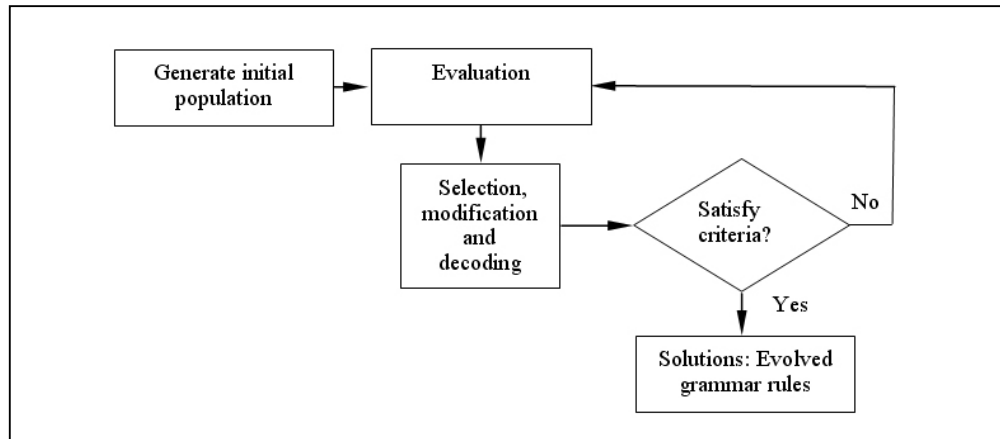 Generate initial
population
Evaluation
Selection,
modification
and
decoding
Satisfy
criteria?
No
Yes
Solutions: Evolved
grammar rules